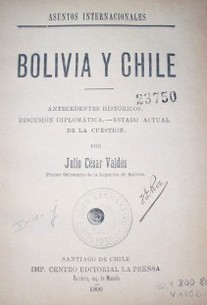 ASUNTOS INTERNACIONALES
BOLIVIA Y CHILE
23750
ANTECEDENTES HISTÓRICOS,
DISCUSIÓN DIPLOMÁTICA.—ESTADO ACTUAL
DE LA CUESTION.
POR
Julio César Valdés
Primer Secretario de la Legación de Bolivia.
SANTIAGO DE CHILE
IMP. CENTRO EDITORIAL LA PRENSA
1900